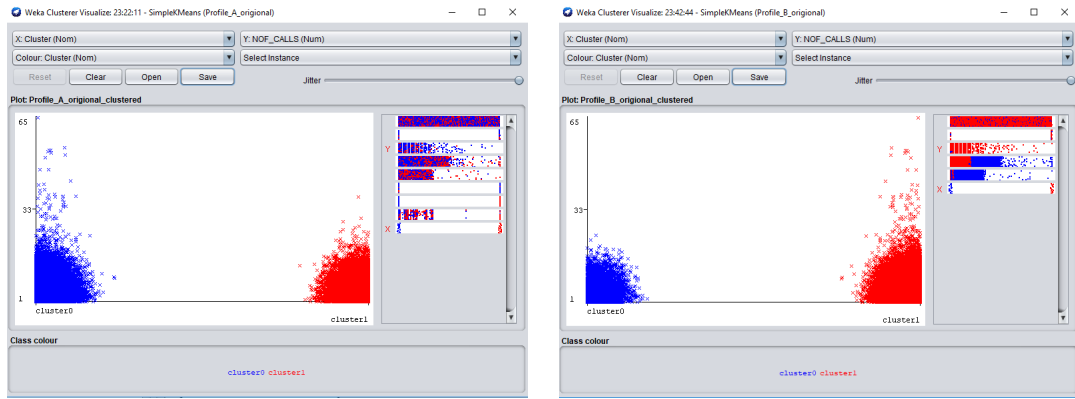 Weka Clusterer Visualize: 23:22:11 - SimpleKMeans (Profile_A_origional)
X: Cluster (Nom) Y: NOF_CALLS (Num)
Colour: Cluster (Nom) Select Instance
Reset Clear Open Save Jitter
Plot: Profile_A_origional_clustered
65
33
1
cluster0
cluster1
Y
X
Class colour
cluster0 cluster1
Weka Clusterer Visualize: 23:42:44 - SimpleKMeans (Profile_B_origional)
X: Cluster (Nom) Y: NOF_CALLS (Num)
Colour: Cluster (Nom) Select Instance
Reset Clear Open Save Jitter
Plot: Profile_B_origional_clustered
65
33
1
cluster0
cluster1
Y
X
Class colour
cluster0 cluster1